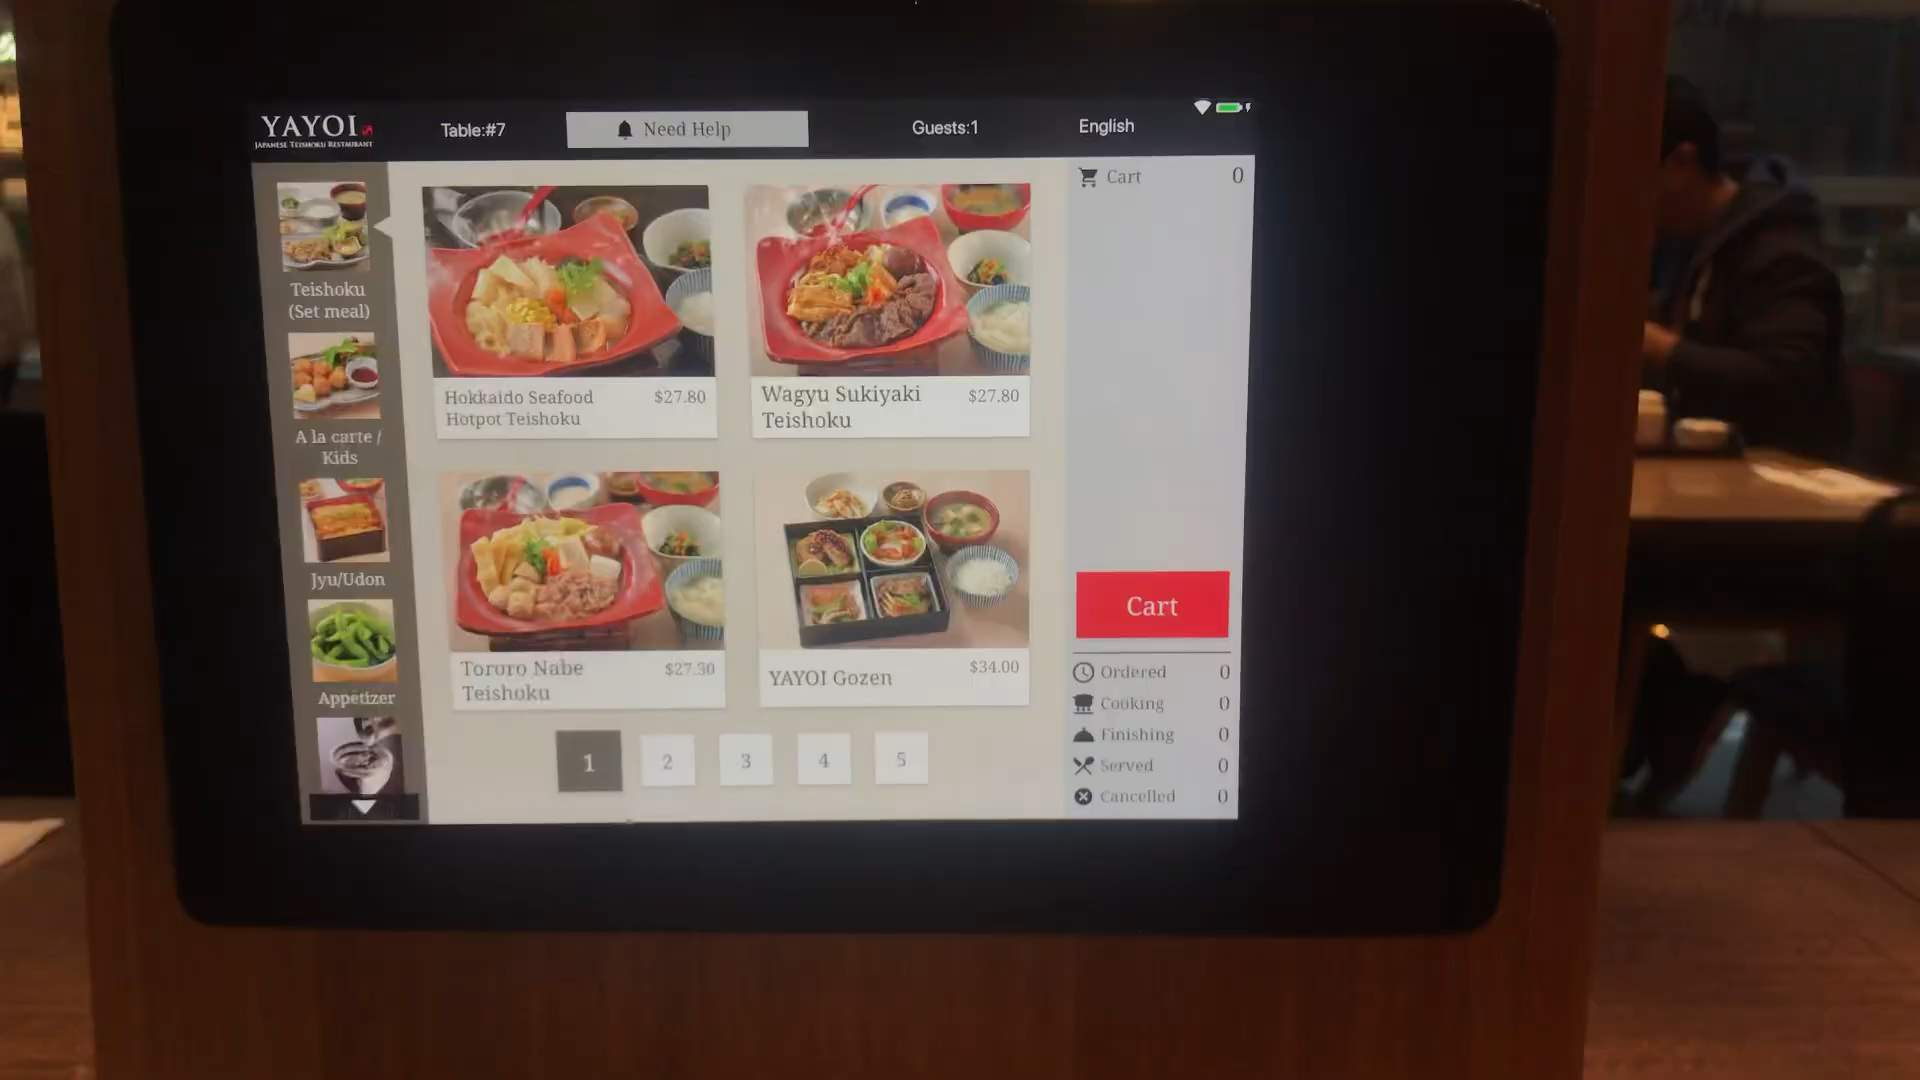 YAYOI
JAPANESE TEISHOKU RESTAURANT
Table:#7
Need Help
Guests:1
English
Teishoku
(Set meal)
A la carte /
Kids
Jyu/Udon
Appetizer
Hokkaido Seafood
Hotpot Teishoku
$27.80
Wagyu Sukiyaki
Teishoku
$27.80
Tororo Nabe
Teishoku
$27.30
YAYOI Gozen
$34.00
1
2
3
4
5
Cart
0
Cart
Ordered 0
Cooking 0
Finishing 0
Served 0
Cancelled 0